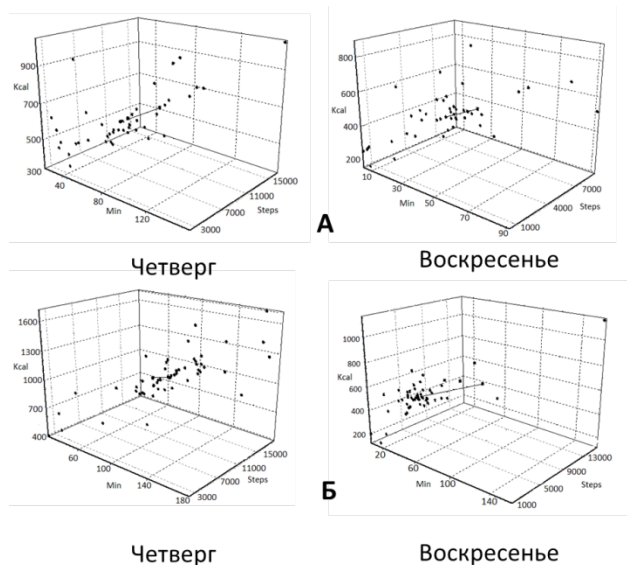 900
700
Kcal
500
300
40
80
Min
120
3000
7000
Steps
11000
15000
800
600
Kcal
400
200
10
30
Min
50
70
90
1000
4000
Steps
7000
А
Четверг
Воскресенье
1600
1300
Kcal
1000
700
400
60
100
Min
140
180
3000
7000
Steps
11000
15000
1000
800
Kcal
600
400
200
20
60
Min
100
140
1000
5000
Steps
9000
13000
Б
Четверг
Воскресенье